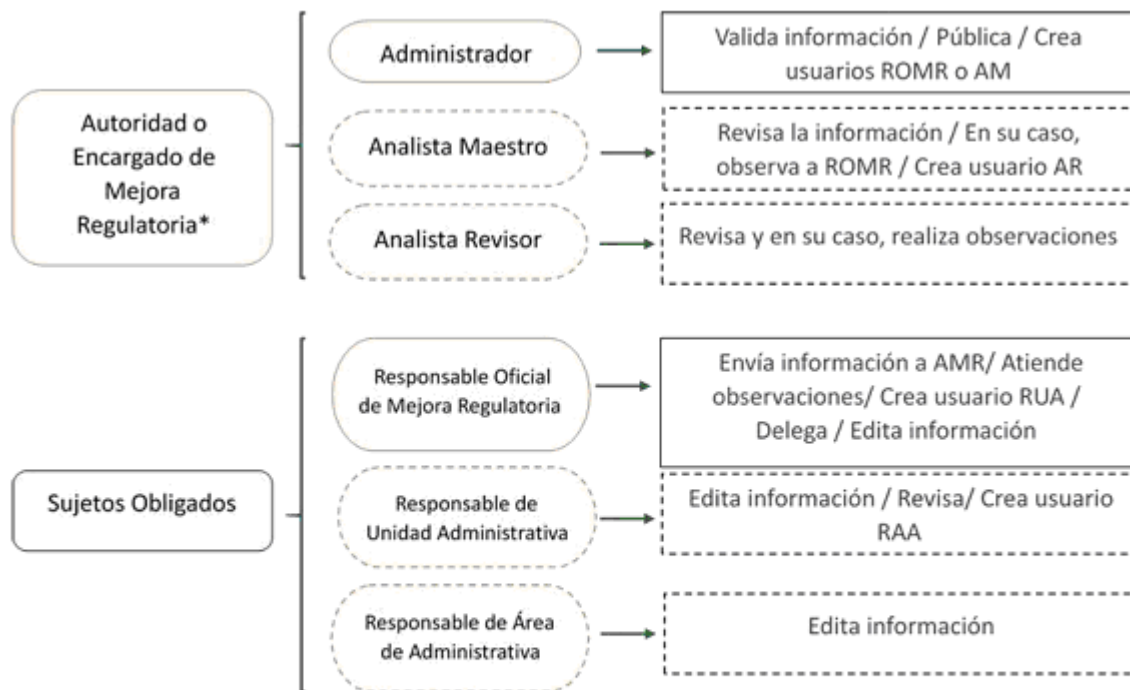 Autoridad o
Encargado de
Mejora
Regulatoria*
Administrador
Valida información / Pública / Crea
usuarios ROMR o AM
Analista Maestro
Revisa la información / En su caso,
observa a ROMR / Crea usuario AR
Analista Revisor
Revisa y en su caso, realiza observaciones
Sujetos Obligados
Responsable Oficial
de Mejora Regulatoria
Envía información a AMR/ Atiende
observaciones/ Crea usuario RUA /
Delega / Edita información
Responsable de
Unidad Administrativa
Edita información / Revisa/ Crea usuario
RAA
Responsable de Área
de Administrativa
Edita información